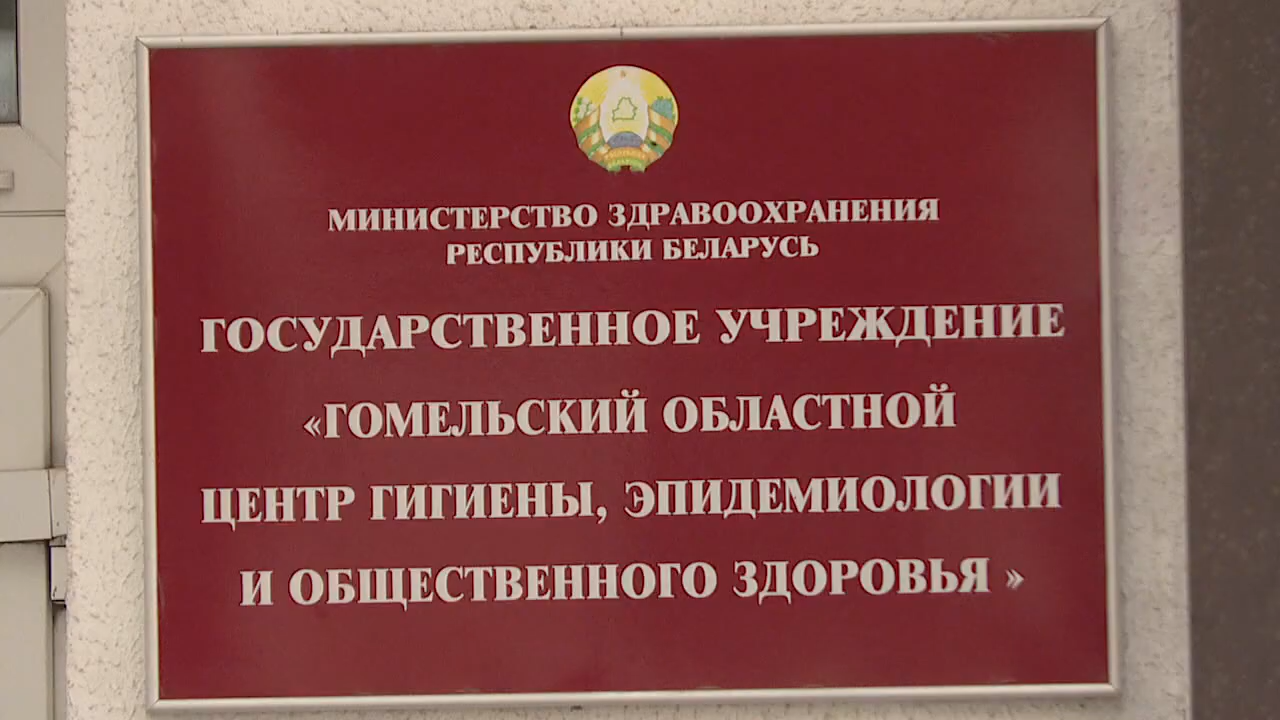 МИНИСТЕРСТВО ЗДРАВООХРАНЕНИЯ
РЕСПУБЛИКИ БЕЛАРУСЬ
ГОСУДАРСТВЕННОЕ УЧРЕЖДЕНИЕ
«ГОМЕЛЬСКИЙ ОБЛАСТНОЙ
ЦЕНТР ГИГИЕНЫ, ЭПИДЕМИОЛОГИИ
И ОБЩЕСТВЕННОГО ЗДОРОВЬЯ »